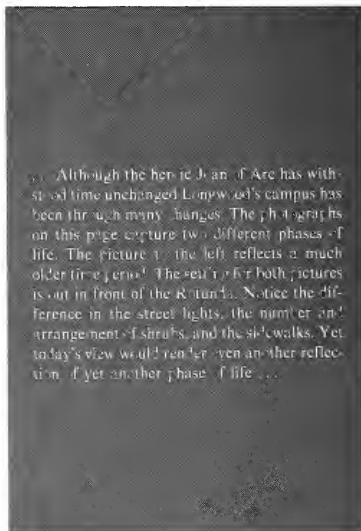 ... Although the heroic Joan of Arc has with-
stood time unchanged Longwood's campus has
been through many changes. The photographs
on this page capture two different phases of
life. The picture to the left reflects a much
older time period. The setting for both pictures
is out in front of the Rotunda. Notice the dif-
ference in the street lights, the number and
arrangement of shrubs, and the sidewalks. Yet
today's view would render even another reflec-
tion of yet another phase of life ...